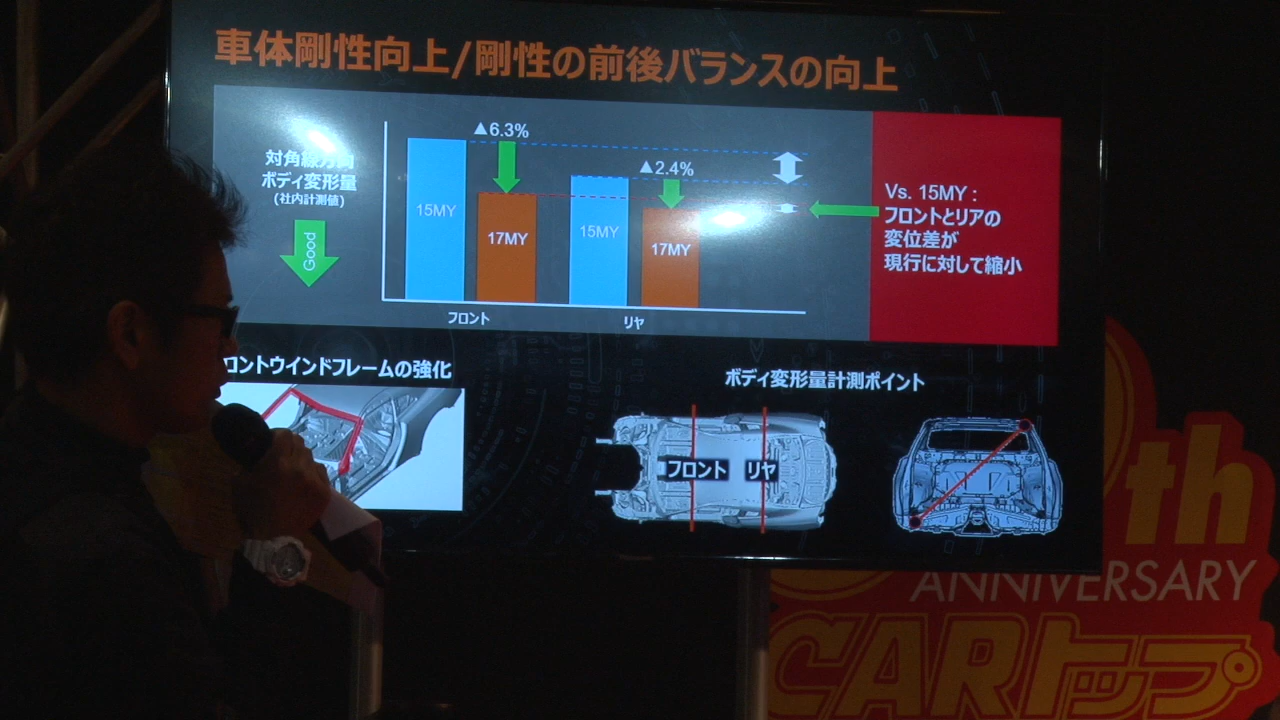 車体剛性向上/剛性の前後バランスの向上
対角線方向
ボディ変形量
(社内計測値)
Good
▲6.3%
▲2.4%
15MY
17MY
15MY
17MY
フロント
リヤ
Vs. 15MY :
フロントとリアの
変位差が
現行に対して縮小
ロントウインドフレームの強化
ボディ変形量計測ポイント
フロント
リヤ
th
ANNIVERSARY
CARトップ